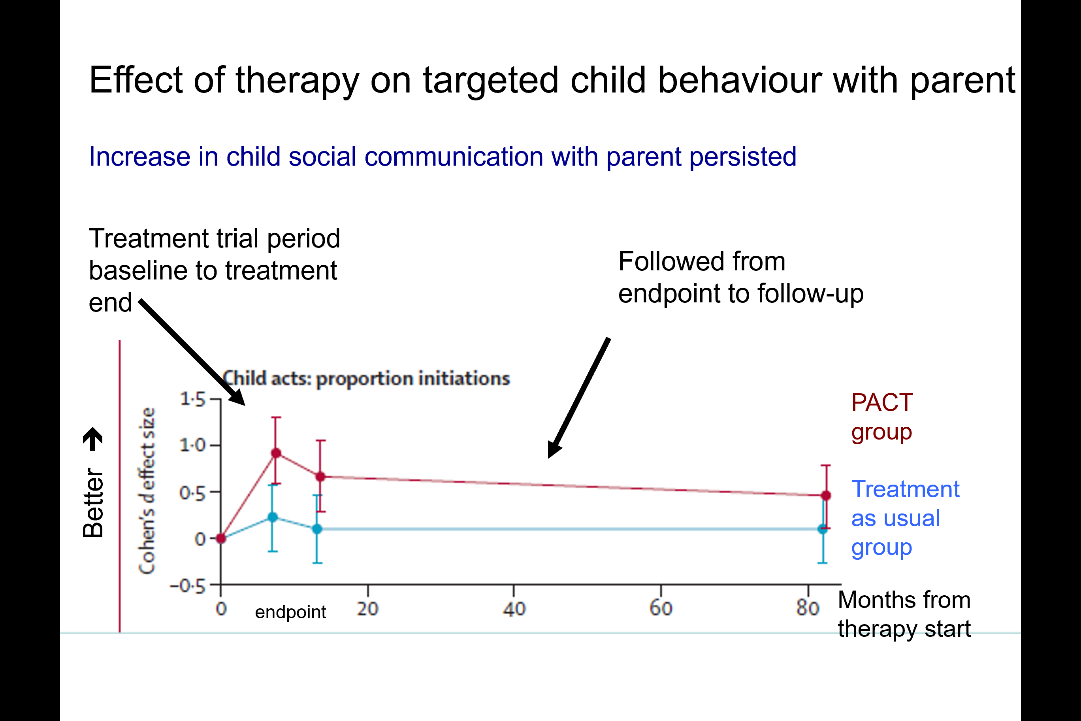 Effect of therapy on targeted child behaviour with parent
Increase in child social communication with parent persisted
Treatment trial period
baseline to treatment
end
Followed from
endpoint to follow-up
Child acts: proportion initiations
Better →
Cohen's d effect size
1·5
1·0
0·5
0
–0·5
0
endpoint
20
40
60
80
Months from
therapy start
PACT
group
Treatment
as usual
group